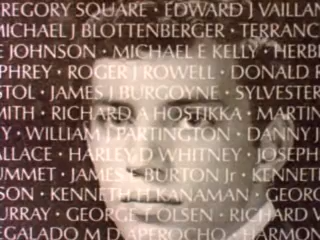 GREGORY SQUARE • EDWARD J VAILLAN
MICHAEL J BLOTTENBERGER • TERRANC
E JOHNSON • MICHAEL E KELLY • HERB
PHREY • ROGER J ROWELL • DONALD R
STOL • JAMES J BURGOYNE • SYLVESTER
MITH • RICHARD A HOSTIKKA • MARTIN
Y • WILLIAM J PARTINGTON • DANNY J
ALLACE • HARLEY D WHITNEY • JOSEPH
UMMET • JAMES E BURTON Jr • KENNET
SON • KENNETH H KANAMAN • GEORG
URRAY • GEORGE T OLSEN • RICHARD V
EGALADO M D APEROCHO • HARMON